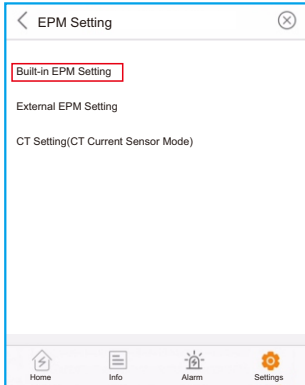 EPM Setting
Built-in EPM Setting
External EPM Setting
CT Setting(CT Current Sensor Mode)
Home Info Alarm Settings